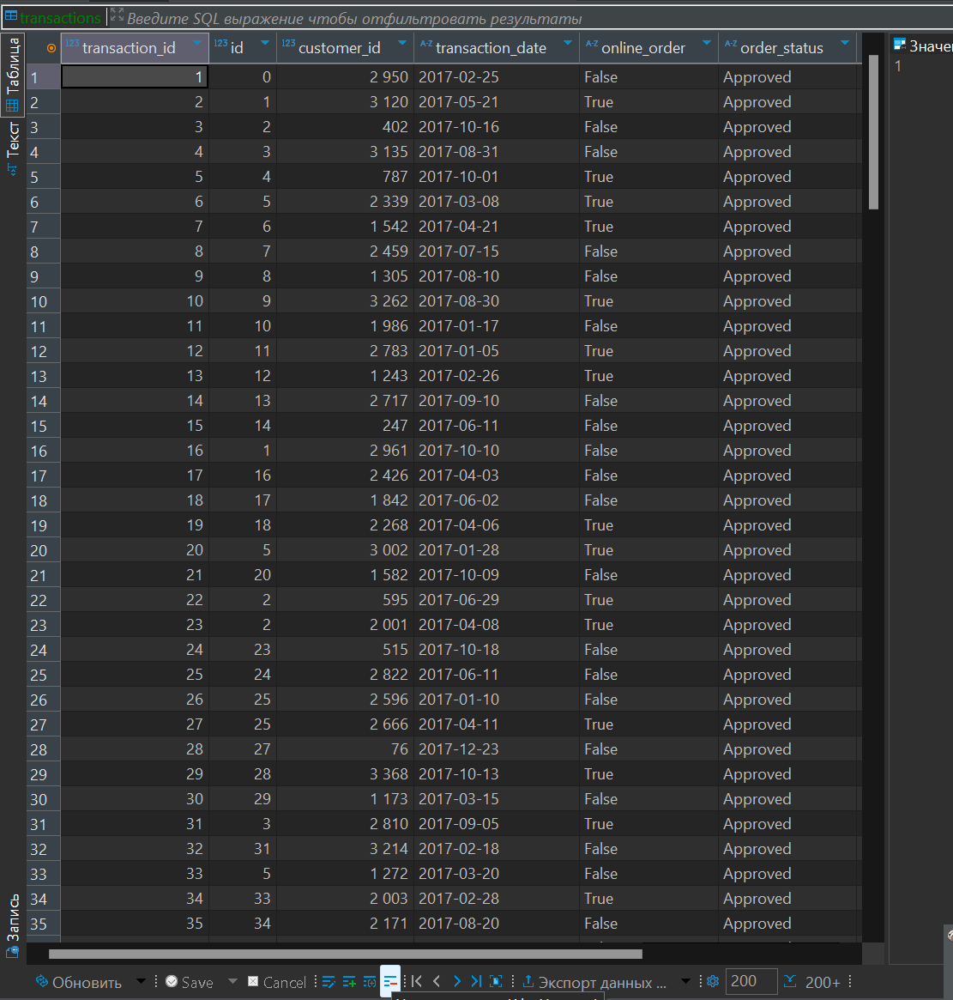 transactions Введите SQL выражение чтобы отфильтровать результаты
Таблица
Текст
Запись
123 transaction_id 123 id 123 customer_id A-Z transaction_date A-Z online_order A-Z order_status
1 1 0 2 950 2017-02-25 False Approved
2 2 1 3 120 2017-05-21 True Approved
3 3 2 402 2017-10-16 False Approved
4 4 3 3 135 2017-08-31 False Approved
5 5 4 787 2017-10-01 True Approved
6 6 5 2 339 2017-03-08 True Approved
7 7 6 1 542 2017-04-21 True Approved
8 8 7 2 459 2017-07-15 False Approved
9 9 8 1 305 2017-08-10 False Approved
10 10 9 3 262 2017-08-30 True Approved
11 11 10 1 986 2017-01-17 False Approved
12 12 11 2 783 2017-01-05 True Approved
13 13 12 1 243 2017-02-26 True Approved
14 14 13 2 717 2017-09-10 False Approved
15 15 14 247 2017-06-11 False Approved
16 16 1 2 961 2017-10-10 False Approved
17 17 16 2 426 2017-04-03 False Approved
18 18 17 1 842 2017-06-02 False Approved
19 19 18 2 268 2017-04-06 True Approved
20 20 5 3 002 2017-01-28 True Approved
21 21 20 1 582 2017-10-09 False Approved
22 22 2 595 2017-06-29 True Approved
23 23 2 2 001 2017-04-08 True Approved
24 24 23 515 2017-10-18 False Approved
25 25 24 2 822 2017-06-11 False Approved
26 26 25 2 596 2017-01-10 False Approved
27 27 25 2 666 2017-04-11 True Approved
28 28 27 76 2017-12-23 False Approved
29 29 28 3 368 2017-10-13 True Approved
30 30 29 1 173 2017-03-15 False Approved
31 31 3 2 810 2017-09-05 True Approved
32 32 31 3 214 2017-02-18 False Approved
33 33 5 1 272 2017-03-20 False Approved
34 34 33 2 003 2017-02-28 True Approved
35 35 34 2 171 2017-08-20 False Approved
Значен
1
Обновить Save Cancel Экспорт данных ... 200 200+